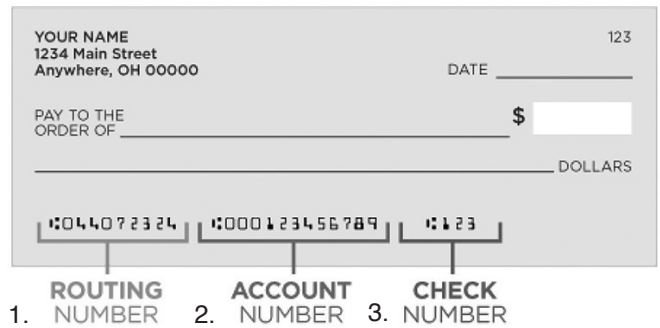 YOUR NAME
123
1234 Main Street
Anywhere, OH 00000
DATE
PAY TO THE
ORDER OF
$
DOLLARS
⑆044072324 ⑆000123456789 ⑆123
ROUTING ACCOUNT CHECK
1. NUMBER 2. NUMBER 3. NUMBER